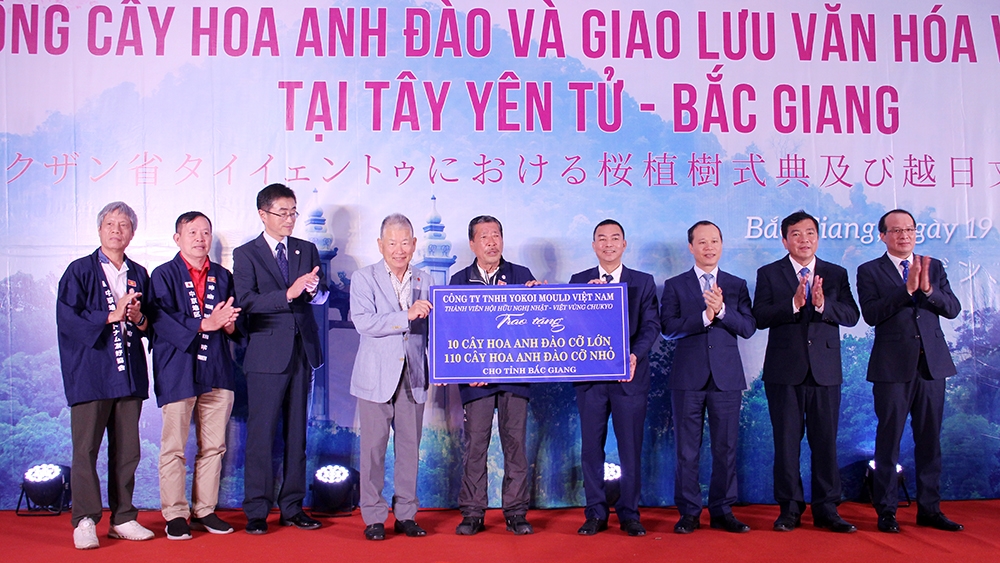 ỒNG CÂY HOA ANH ĐÀO VÀ GIAO LƯU VĂN HÓA V
TẠI TÂY YÊN TỬ - BẮC GIANG
クザン省タイイェントゥにおける桜植樹式典及び越日文
Bắc Giang, ngày 19
CÔNG TY TNHH YOKOI MOULD VIỆT NAM
THÀNH VIÊN HỘI HỮU NGHỊ NHẬT - VIỆT VÙNG CHUKYO
Trao tặng
10 CÂY HOA ANH ĐÀO CỠ LỚN
110 CÂY HOA ANH ĐÀO CỠ NHỎ
CHO TỈNH BẮC GIANG